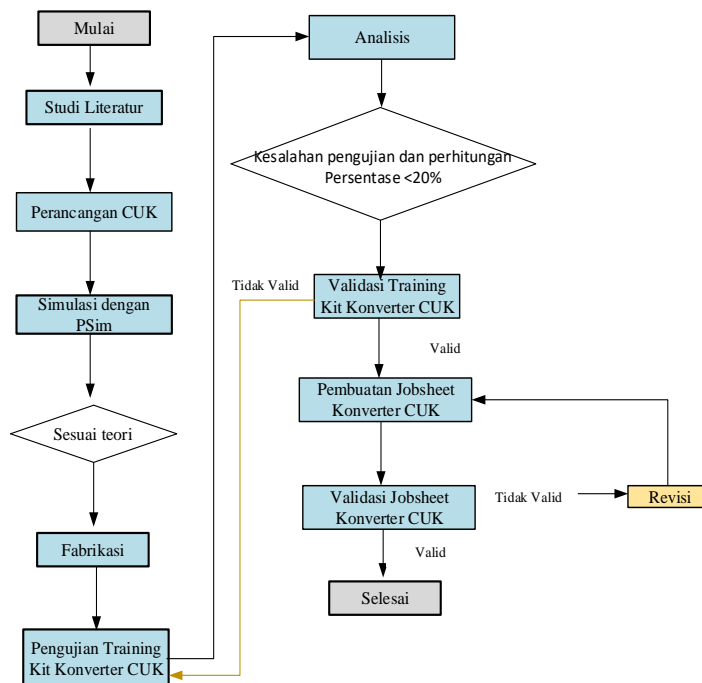 Mulai
Studi Literatur
Perancangan CUK
Simulasi dengan
PSim
Sesuai teori
Fabrikasi
Pengujian Training
Kit Konverter CUK
Analisis
Kesalahan pengujian dan perhitungan
Persentase <20%
Tidak Valid
Validasi Training
Kit Konverter CUK
Valid
Pembuatan Jobsheet
Konverter CUK
Validasi Jobsheet
Konverter CUK
Tidak Valid
Revisi
Valid
Selesai